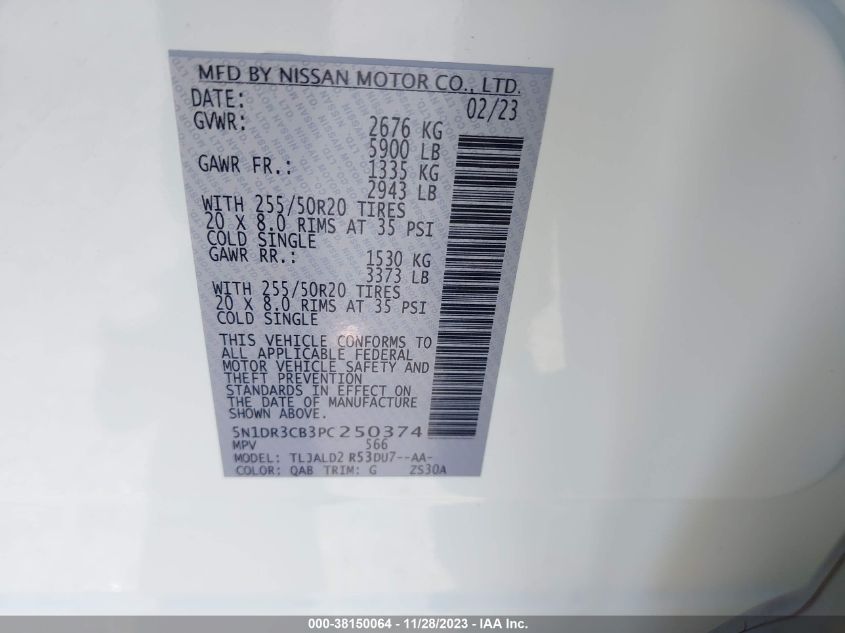 MFD BY NISSAN MOTOR CO., LTD.
DATE: 02/23
GVWR: 2676 KG
5900 LB
GAWR FR.: 1335 KG
2943 LB
WITH 255/50R20 TIRES
20 X 8.0 RIMS AT 35 PSI
COLD SINGLE
GAWR RR.: 1530 KG
3373 LB
WITH 255/50R20 TIRES
20 X 8.0 RIMS AT 35 PSI
COLD SINGLE
THIS VEHICLE CONFORMS TO
ALL APPLICABLE FEDERAL
MOTOR VEHICLE SAFETY AND
THEFT PREVENTION
STANDARDS IN EFFECT ON
THE DATE OF MANUFACTURE
SHOWN ABOVE.
5N1DR3CB3PC250374
MPV 566
MODEL: TLJALD2 R53DU7--AA-
COLOR: QAB TRIM: G ZS30A
000-38150064 - 11/28/2023 - IAA Inc.